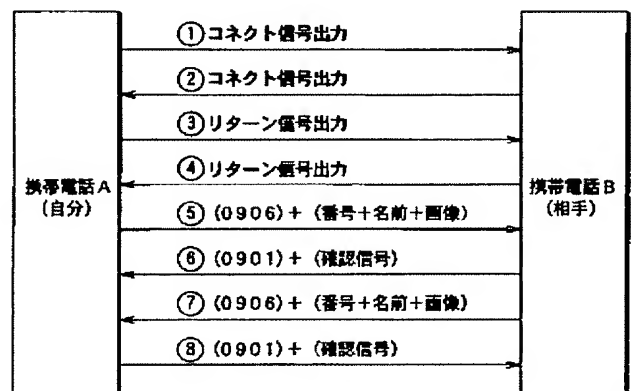 ①コネクト信号出力
②コネクト信号出力
③リターン信号出力
④リターン信号出力
携帯電話A
(自分)
携帯電話B
(相手)
⑤(0906)+(番号+名前+画像)
⑥(0901)+(確認信号)
⑦(0906)+(番号+名前+画像)
⑧(0901)+(確認信号)